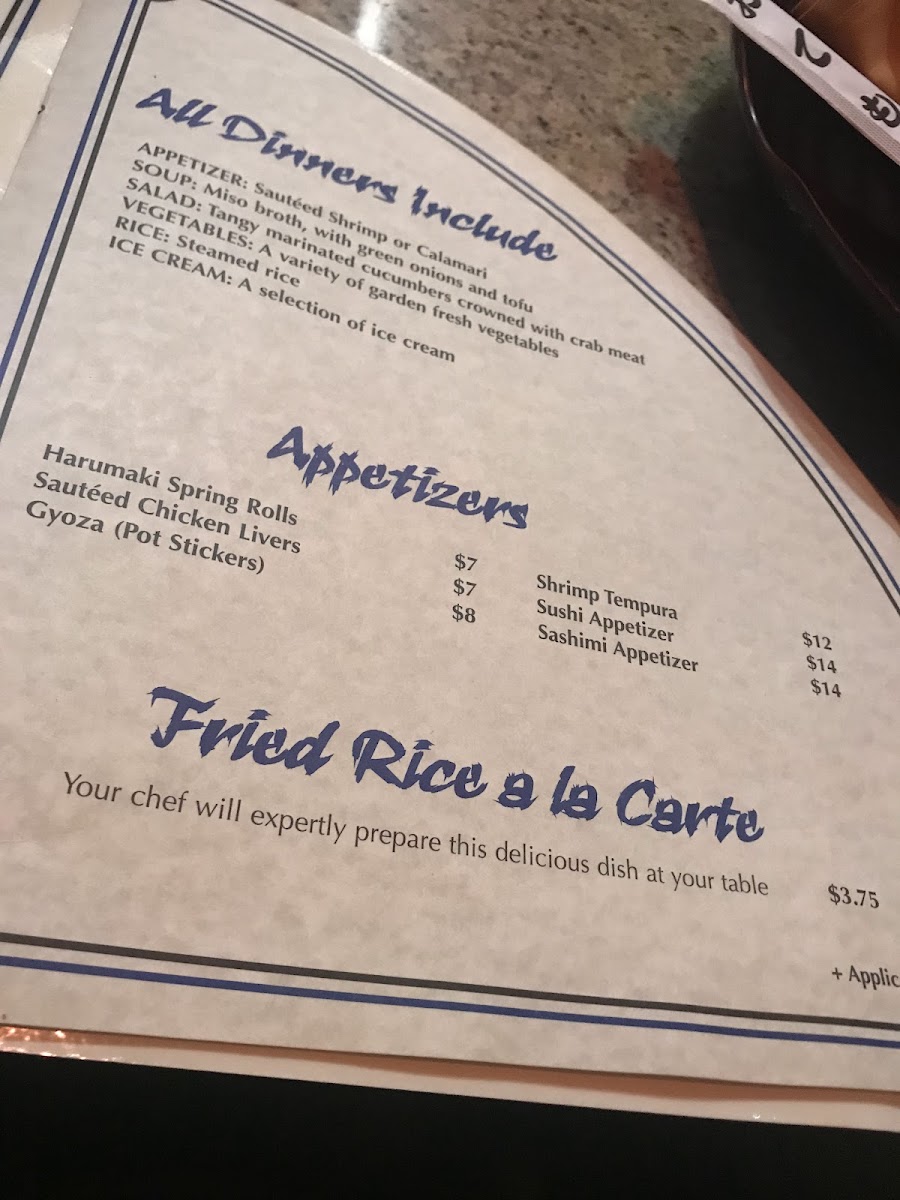 All Dinners Include
APPETIZER: Sautéed Shrimp or Calamari
SOUP: Miso broth, with green onions and tofu
SALAD: Tangy marinated cucumbers crowned with crab meat
VEGETABLES: A variety of garden fresh vegetables
RICE: Steamed rice
ICE CREAM: A selection of ice cream
Appetizers
Harumaki Spring Rolls $7
Sautéed Chicken Livers $7
Gyoza (Pot Stickers) $8
Shrimp Tempura $12
Sushi Appetizer $14
Sashimi Appetizer $14
Fried Rice a la Carte
Your chef will expertly prepare this delicious dish at your table $3.75
+ Applic